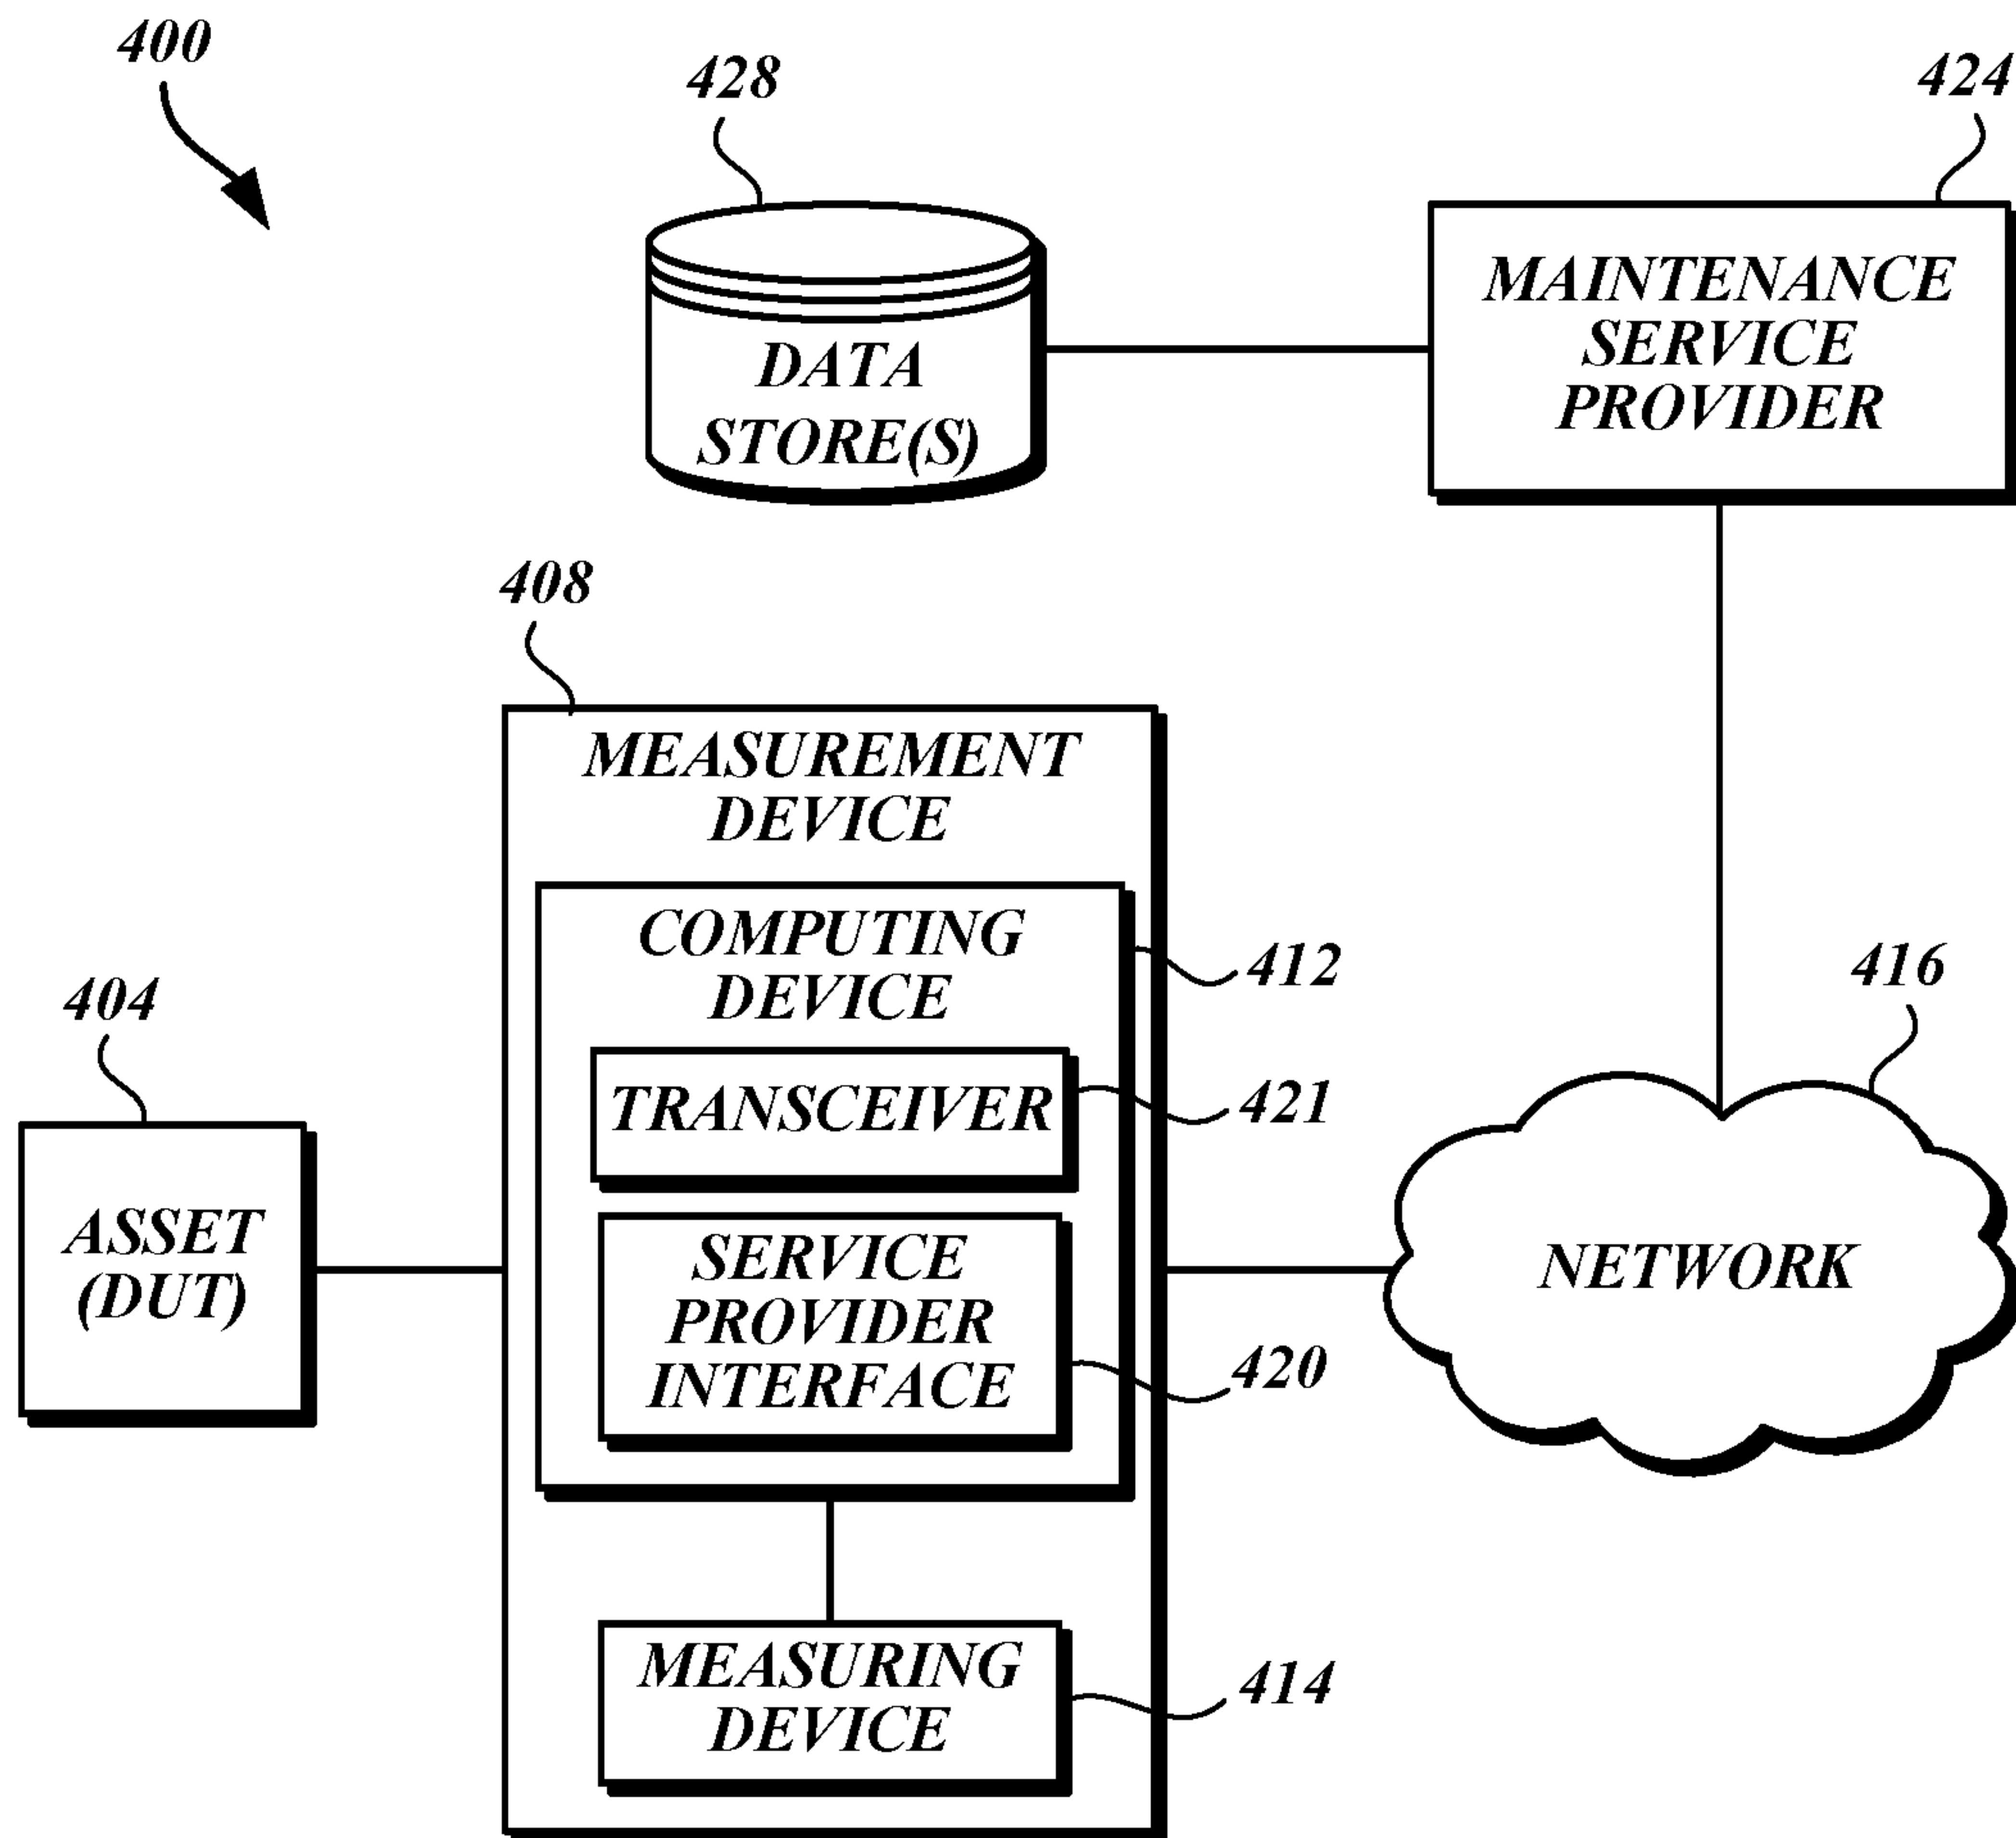 400
428
424
DATA
STORE(S)
MAINTENANCE
SERVICE
PROVIDER
408
MEASUREMENT
DEVICE
COMPUTING
DEVICE
412
416
404
TRANSCEIVER
421
ASSET
(DUT)
SERVICE
PROVIDER
INTERFACE
420
NETWORK
MEASURING
DEVICE
414